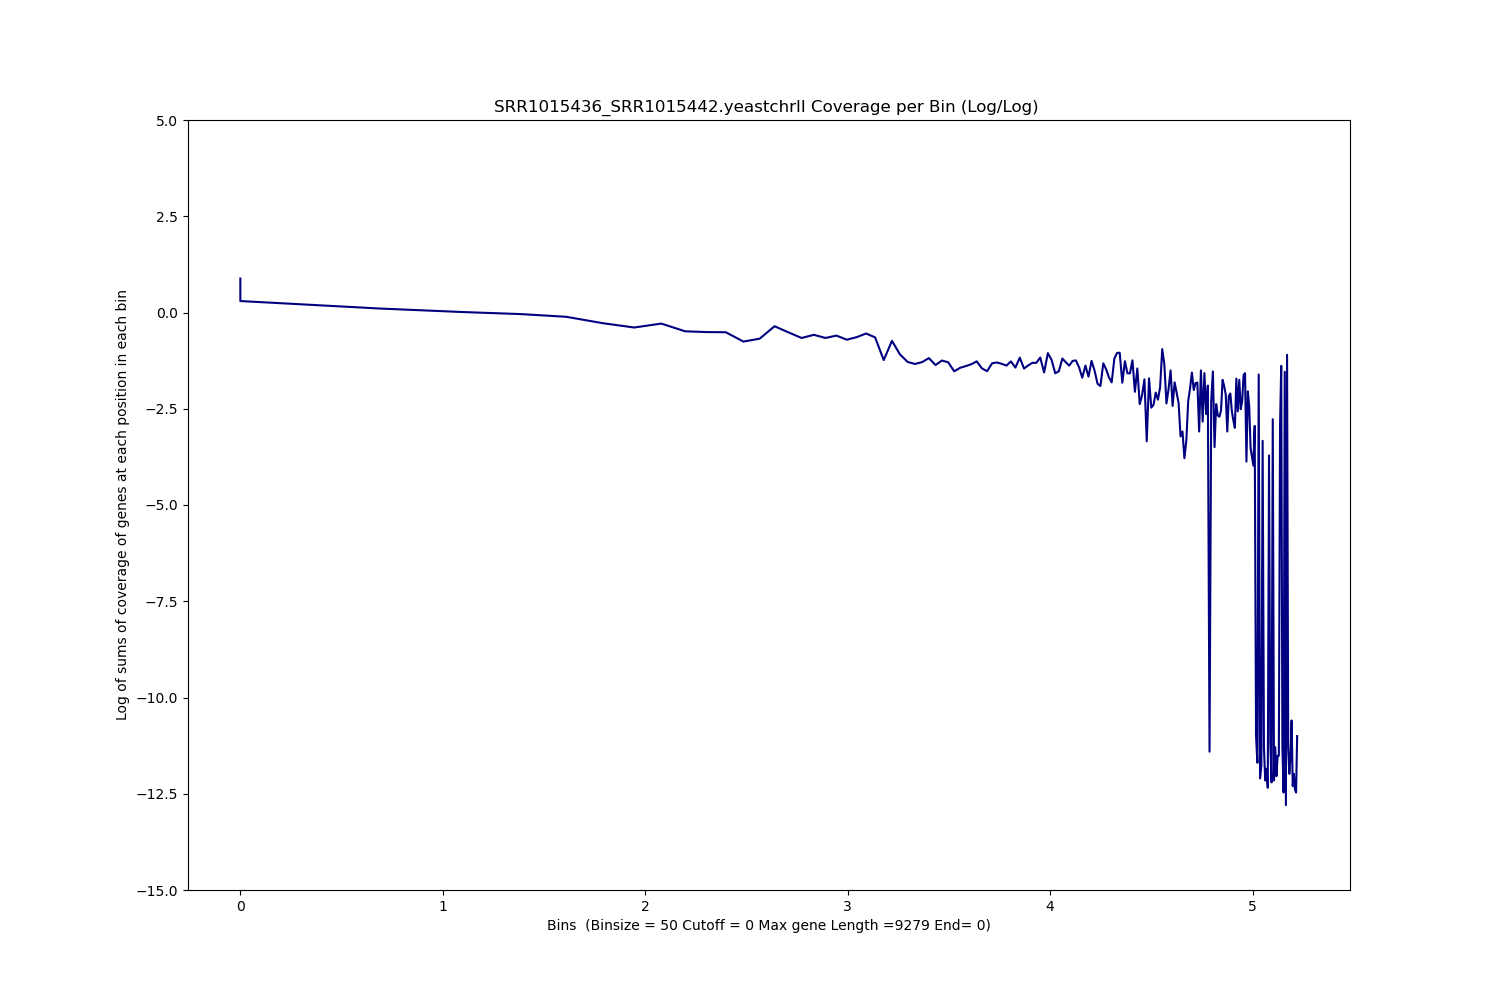 SRR1015436_SRR1015442.yeastchrII Coverage per Bin (Log/Log)
5.0
2.5
0.0
−2.5
−5.0
−7.5
−10.0
−12.5
−15.0
Log of sums of coverage of genes at each position in each bin
0 1 2 3 4 5
Bins  (Binsize = 50 Cutoff = 0 Max gene Length =9279 End= 0)